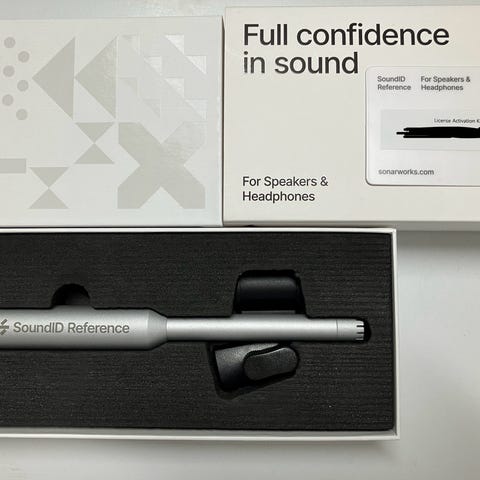 Full confidence
in sound
SoundID
Reference
For Speakers &
Headphones
License Activation K
sonarworks.com
For Speakers &
Headphones
SoundID Reference